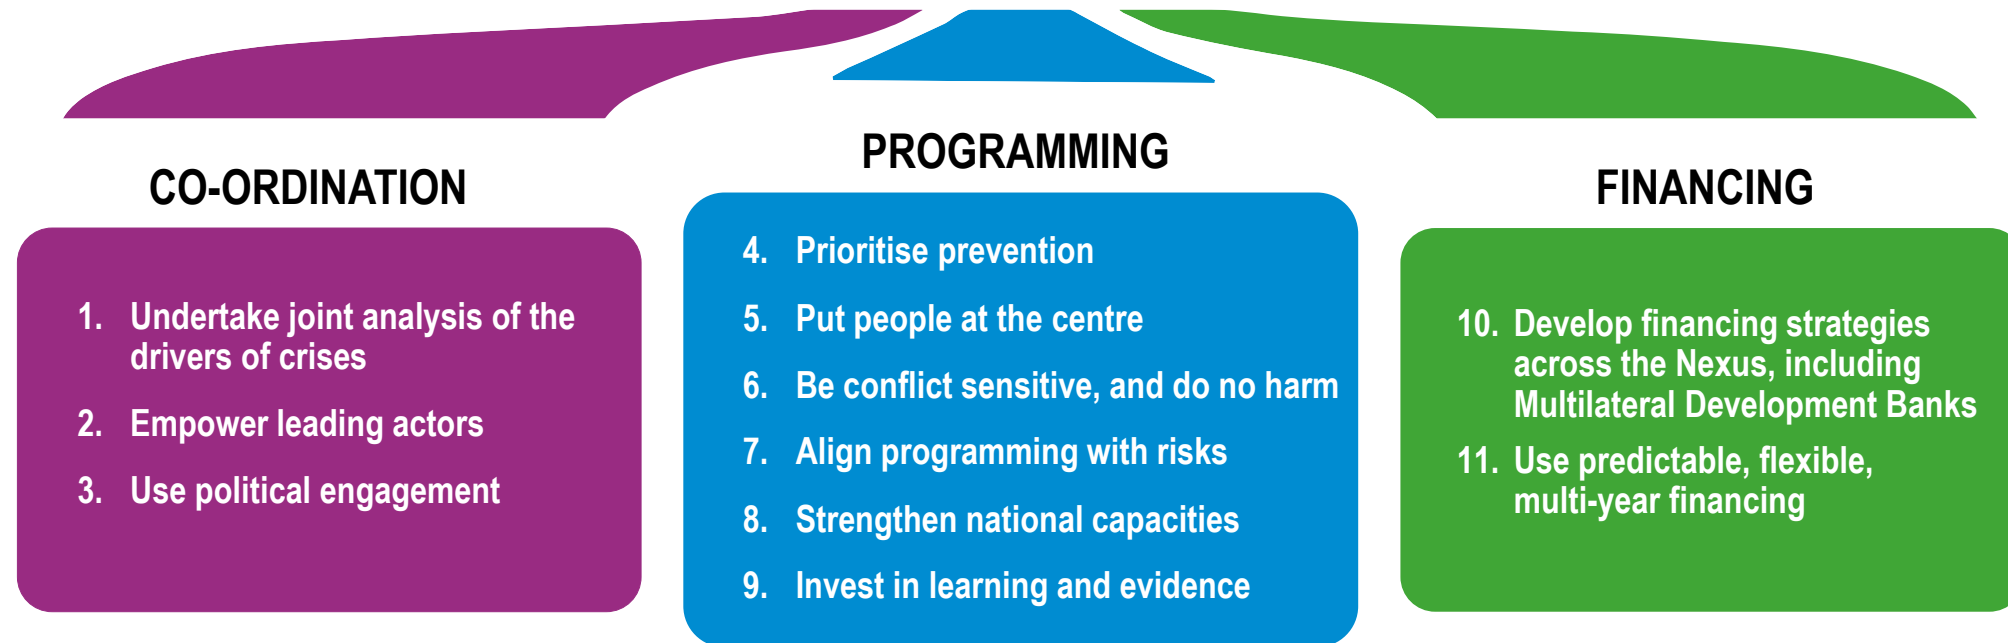 CO-ORDINATION
1. Undertake joint analysis of the
drivers of crises
2. Empower leading actors
3. Use political engagement
PROGRAMMING
4. Prioritise prevention
5. Put people at the centre
6. Be conflict sensitive, and do no harm
7. Align programming with risks
8. Strengthen national capacities
9. Invest in learning and evidence
FINANCING
10. Develop financing strategies
across the Nexus, including
Multilateral Development Banks
11. Use predictable, flexible,
multi-year financing